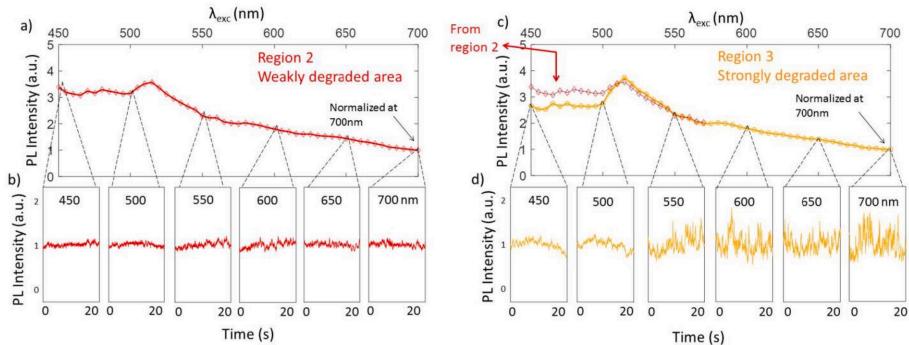 a)
λexc (nm)
450 500 550 600 650 700
5
4
3
2
1
0
PL Intensity (a.u.)
Region 2
Weakly degraded area
Normalized at
700nm
b)
PL Intensity (a.u.)
2
1
0
450 500 550 600 650 700 nm
0 20 0 20 0 20 0 20 0 20 0 20
Time (s)
c)
λexc (nm)
450 500 550 600 650 700
5
4
3
2
1
0
PL Intensity (a.u.)
From
region 2
Region 3
Strongly degraded area
Normalized at
700nm
d)
PL Intensity (a.u.)
2
1
0
450 500 550 600 650 700 nm
0 20 0 20 0 20 0 20 0 20 0 20
Time (s)